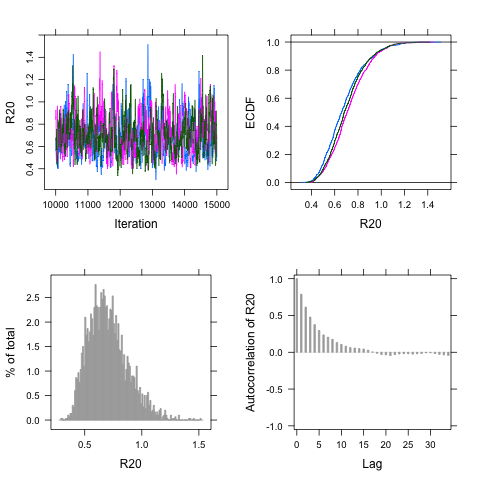 R20
0.4 0.6 0.8 1.0 1.2 1.4
10000 11000 12000 13000 14000 15000
Iteration
ECDF
0.0 0.2 0.4 0.6 0.8 1.0
0.4 0.6 0.8 1.0 1.2 1.4
R20
% of total
0.0 0.5 1.0 1.5 2.0 2.5
0.5 1.0 1.5
R20
Autocorrelation of R20
-1.0 -0.5 0.0 0.5 1.0
0 5 10 15 20 25 30
Lag